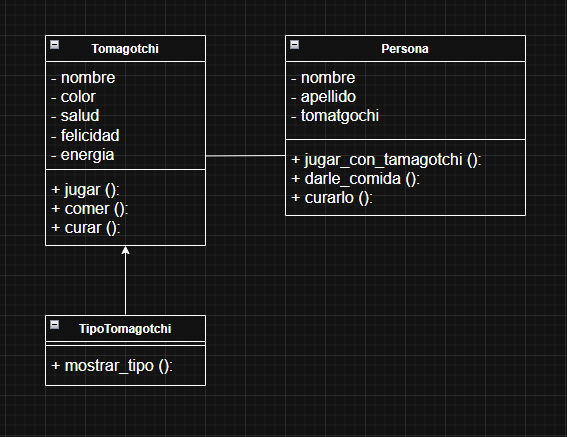 Tomagotchi
- nombre
- color
- salud
- felicidad
- energia
+ jugar ():
+ comer ():
+ curar ():
Persona
- nombre
- apellido
- tomatgochi
+ jugar_con_tamagotchi ():
+ darle_comida ():
+ curarlo ():
TipoTomagotchi
+ mostrar_tipo ():